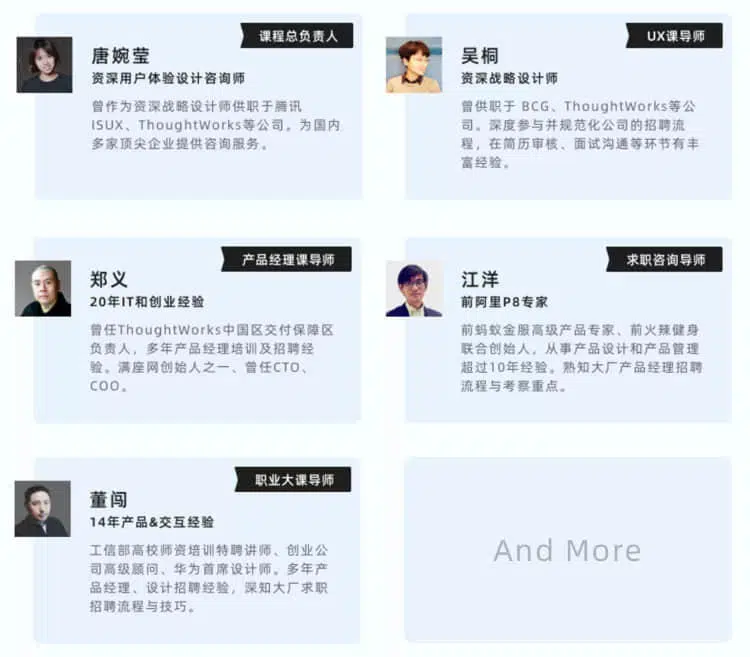 课程总负责人
唐婉莹
资深用户体验设计咨询师
曾作为资深战略设计师供职于腾讯
ISUX、ThoughtWorks等公司。为国内
多家顶尖企业提供咨询服务。
UX课导师
吴桐
资深战略设计师
曾供职于 BCG、ThoughtWorks等公
司。深度参与并规范化公司的招聘流
程，在简历审核、面试沟通等环节有丰
富经验。
产品经理课导师
郑义
20年IT和创业经验
曾任ThoughtWorks中国区交付保障区
负责人，多年产品经理培训及招聘经
验。满座网创始人之一、曾任CTO、
COO。
求职咨询导师
江洋
前阿里P8专家
前蚂蚁金服高级产品专家、前火辣健身
联合创始人，从事产品设计和产品管理
超过10年经验。熟知大厂产品经理招聘
流程与考察重点。
职业大课导师
董闯
14年产品&交互经验
工信部高校师资培训特聘讲师、创业公
司高级顾问、华为首席设计师。多年产
品经理、设计招聘经验，深知大厂求职
招聘流程与技巧。
And More